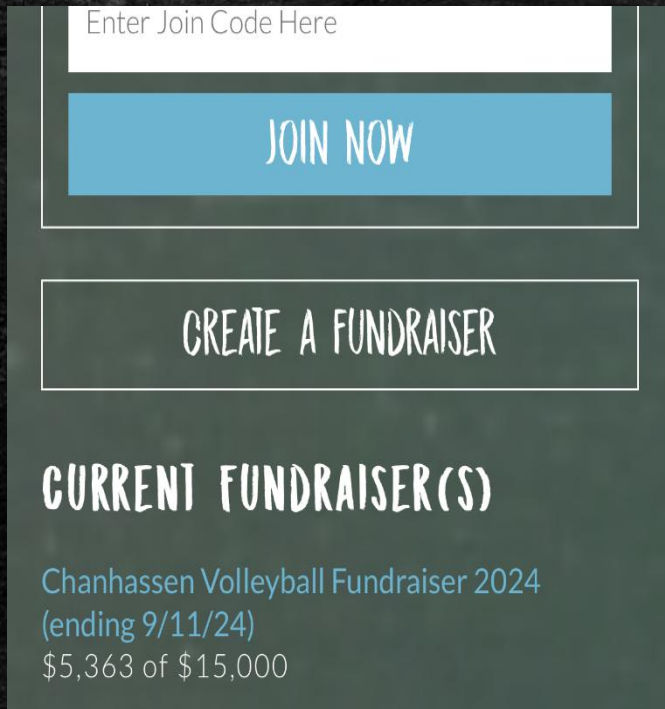 Enter Join Code Here
JOIN NOW
CREATE A FUNDRAISER
CURRENT FUNDRAISER(S)
Chanhassen Volleyball Fundraiser 2024
(ending 9/11/24)
$5,363 of $15,000